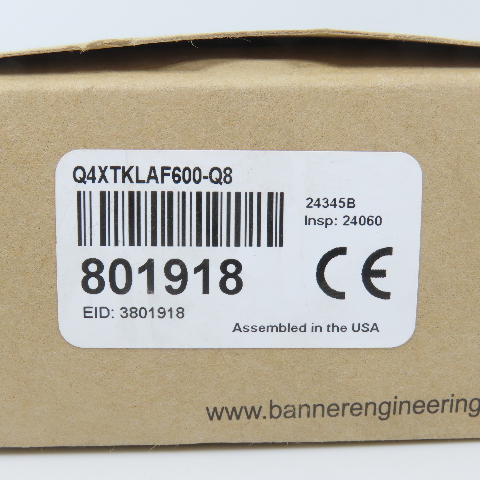 Q4XTKLAF600-Q8
24345B
Insp: 24060
801918
CE
EID: 3801918
Assembled in the USA
www.bannerengineering